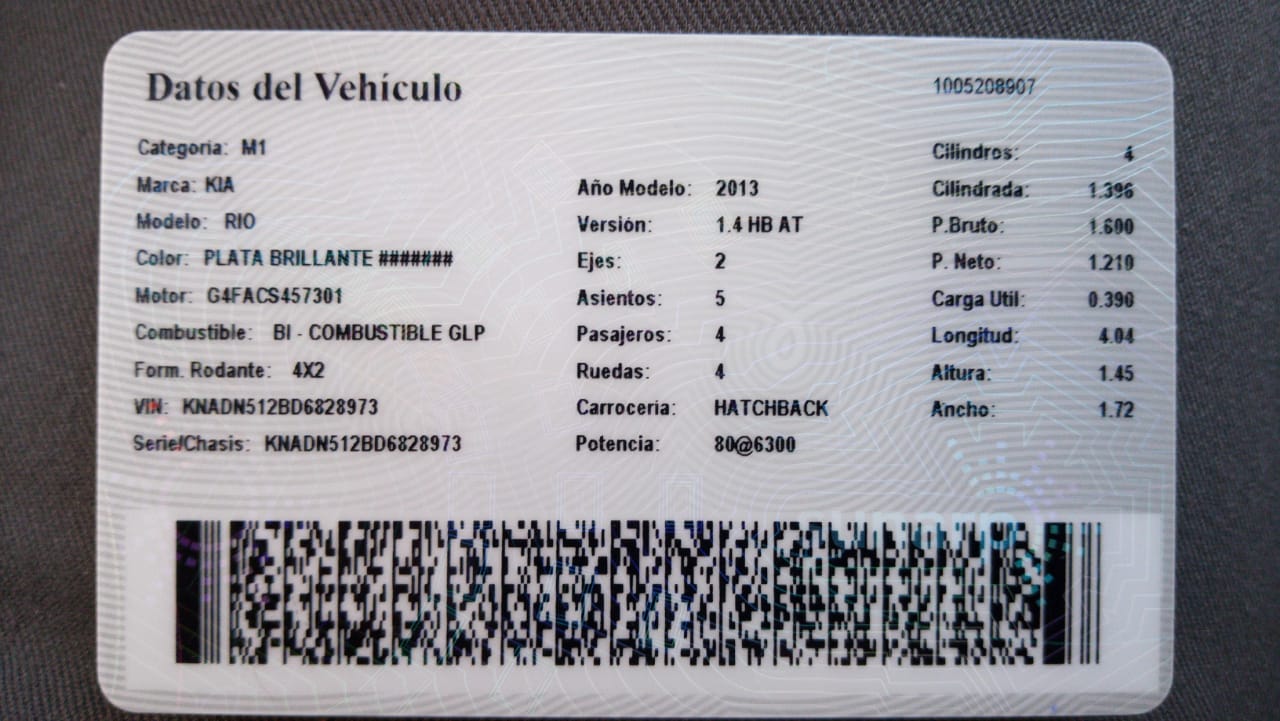 Datos del Vehículo
1005208907
Categoria: M1
Marca: KIA
Modelo: RIO
Color: PLATA BRILLANTE #######
Motor: G4FACS457301
Combustible: BI - COMBUSTIBLE GLP
Form. Rodante: 4X2
VIN: KNADN512BD6828973
Serie/Chasis: KNADN512BD6828973
Año Modelo: 2013
Versión: 1.4 HB AT
Ejes: 2
Asientos: 5
Pasajeros: 4
Ruedas: 4
Carroceria: HATCHBACK
Potencia: 80@6300
Cilindros: 4
Cilindrada: 1.396
P.Bruto: 1.600
P. Neto: 1.210
Carga Util: 0.390
Longitud: 4.04
Altura: 1.45
Ancho: 1.72